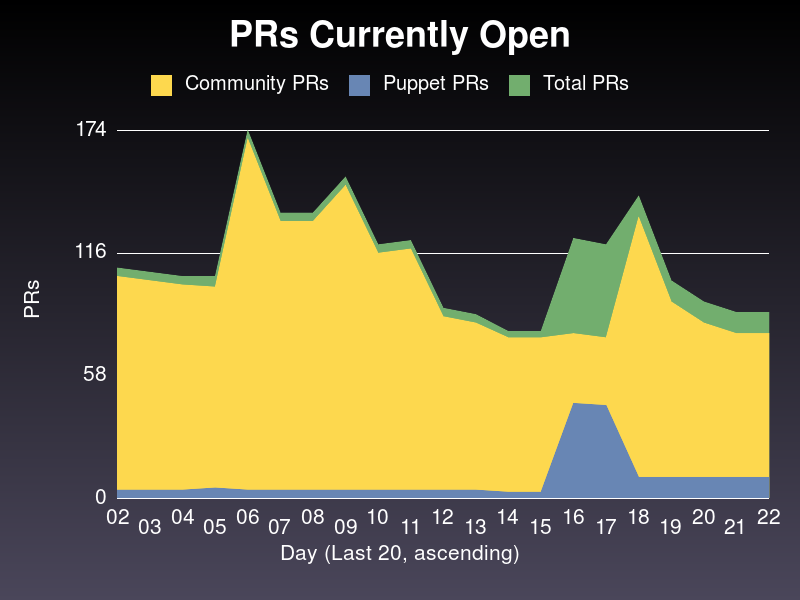 PRs Currently Open
Community PRs Puppet PRs Total PRs
174
116
58
0
PRs
02 03 04 05 06 07 08 09 10 11 12 13 14 15 16 17 18 19 20 21 22
Day (Last 20, ascending)